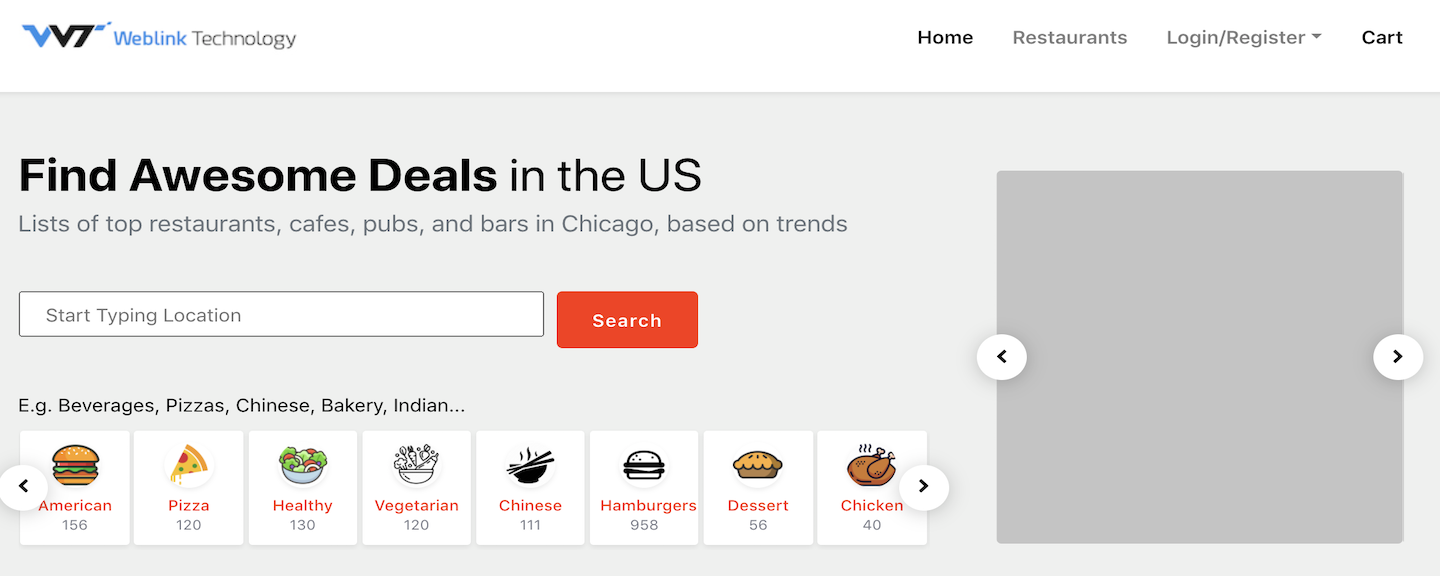 Weblink Technology
Home Restaurants Login/Register Cart
Find Awesome Deals in the US
Lists of top restaurants, cafes, pubs, and bars in Chicago, based on trends
Start Typing Location
Search
E.g. Beverages, Pizzas, Chinese, Bakery, Indian...
American Pizza Healthy Vegetarian Chinese Hamburgers Dessert Chicken
156 120 130 120 111 958 56 40